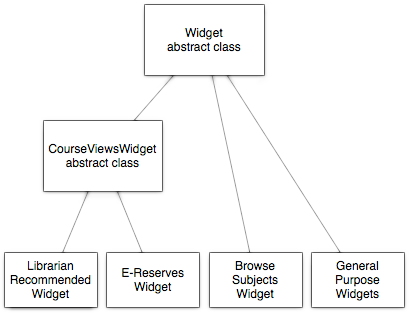 Widget
abstract class
CourseViewsWidget
abstract class
Librarian
Recommended
Widget
E-Reserves
Widget
Browse
Subjects
Widget
General
Purpose
Widgets